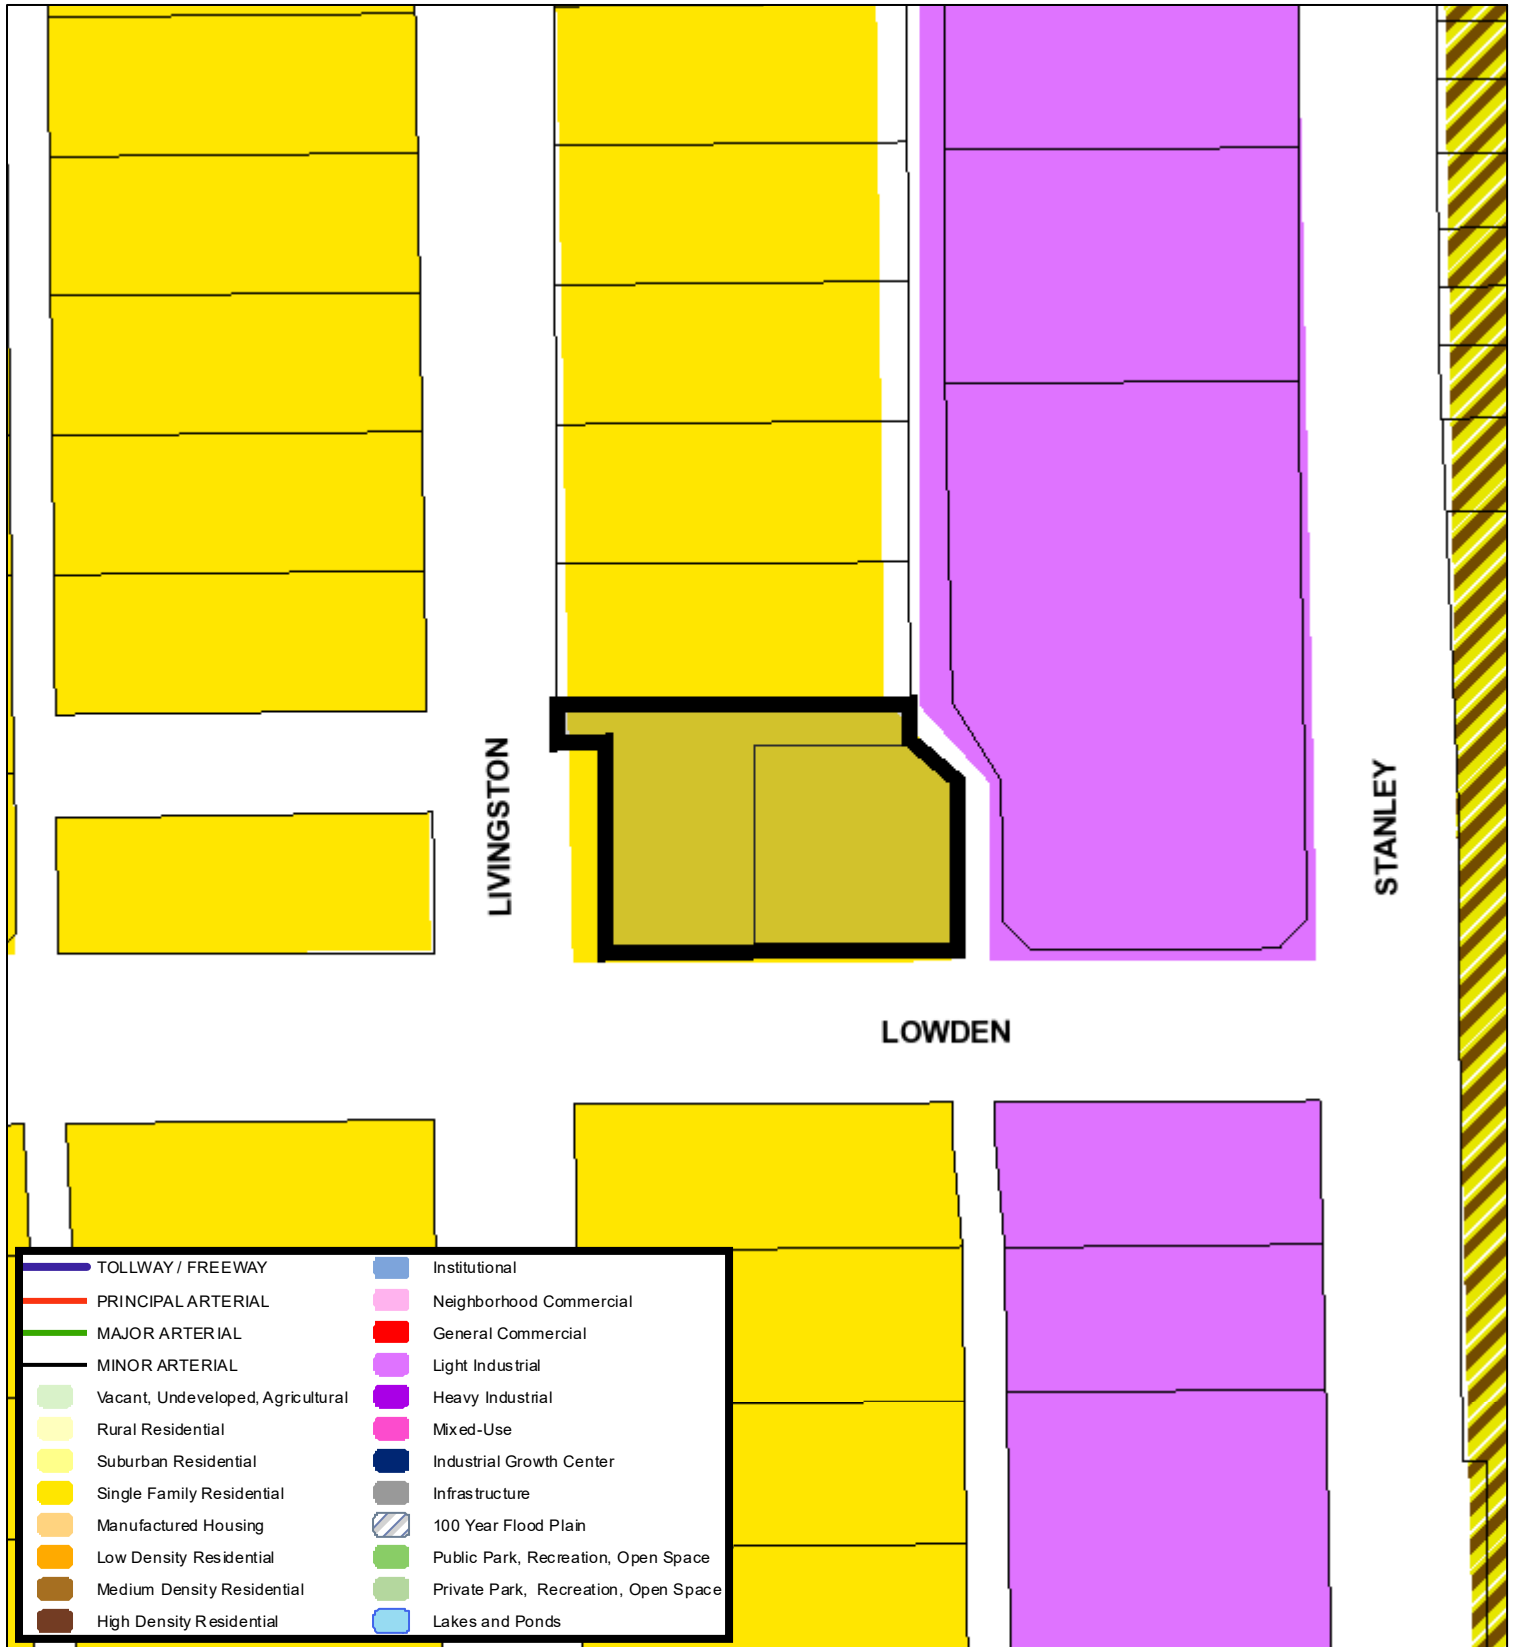 LIVINGSTON
STANLEY
LOWDEN
TOLLWAY / FREEWAY
PRINCIPAL ARTERIAL
MAJOR ARTERIAL
MINOR ARTERIAL
Vacant, Undeveloped, Agricultural
Rural Residential
Suburban Residential
Single Family Residential
Manufactured Housing
Low Density Residential
Medium Density Residential
High Density Residential
Institutional
Neighborhood Commercial
General Commercial
Light Industrial
Heavy Industrial
Mixed-Use
Industrial Growth Center
Infrastructure
100 Year Flood Plain
Public Park, Recreation, Open Space
Private Park, Recreation, Open Space
Lakes and Ponds